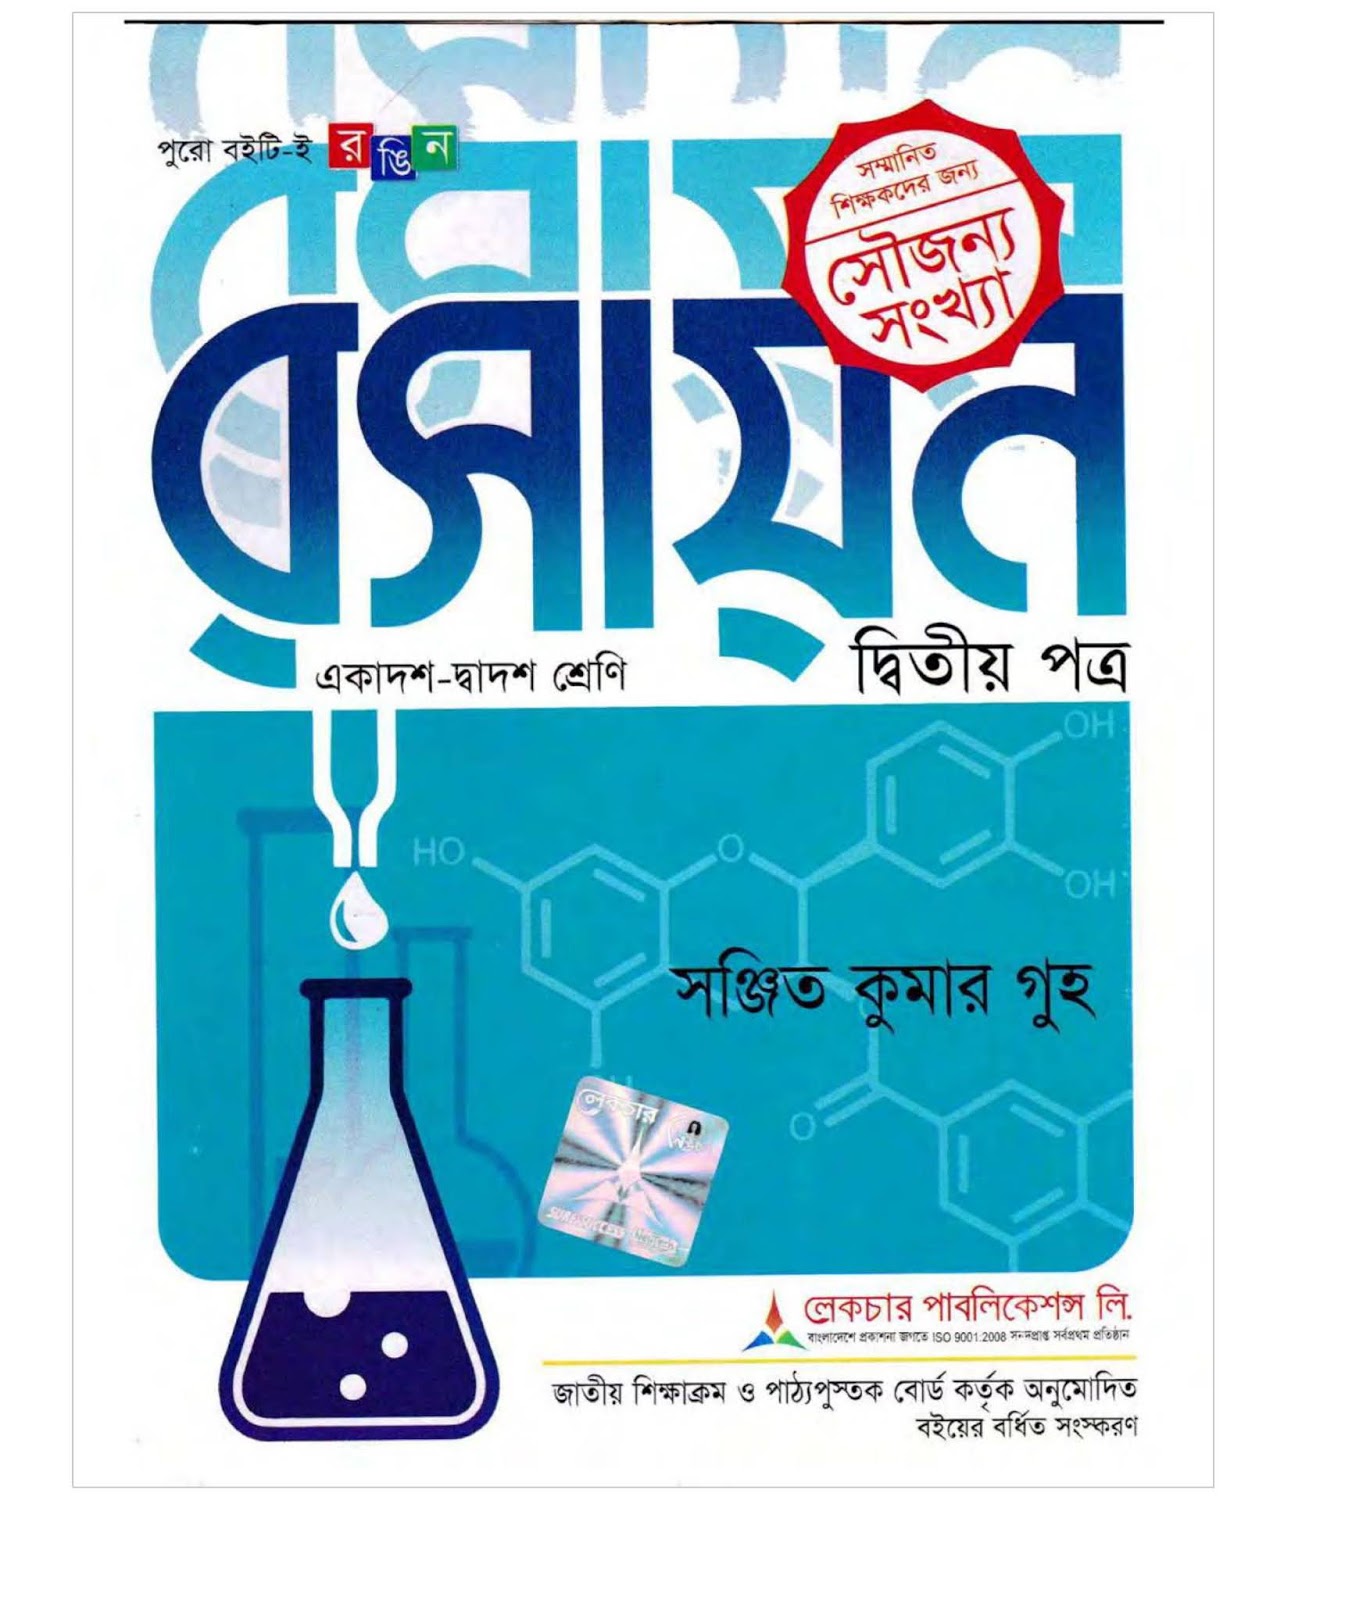 পুরো বইটি-ই রঙিন
সম্মানিত
শিক্ষকদের জন্য
সৌজন্য
সংখ্যা
রসায়ন
দ্বিতীয় পত্র
একাদশ-দ্বাদশ শ্রেণি
OH
HO
O
OH
সঞ্জিত কুমার গুহ
O
লেকচার
লেকচার পাবলিকেশন্স লি.
বাংলাদেশে প্রকাশনা জগতে ISO 9001:2008 সনদপ্রাপ্ত সর্বপ্রথম প্রতিষ্ঠান
জাতীয় শিক্ষাক্রম ও পাঠ্যপুস্তক বোর্ড কর্তৃক অনুমোদিত
বইয়ের বর্ধিত সংস্করণ